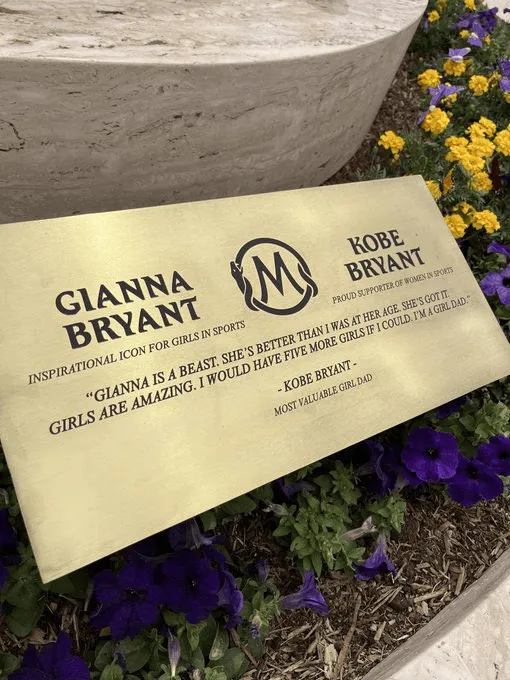 GIANNA
BRYANT
INSPIRATIONAL ICON FOR GIRLS IN SPORTS
M
KOBE
BRYANT
PROUD SUPPORTER OF WOMEN IN SPORTS
“GIANNA IS A BEAST. SHE’S BETTER THAN I WAS AT HER AGE. SHE’S GOT IT.
GIRLS ARE AMAZING. I WOULD HAVE FIVE MORE GIRLS IF I COULD. I’M A GIRL DAD.”
- KOBE BRYANT -
MOST VALUABLE GIRL DAD